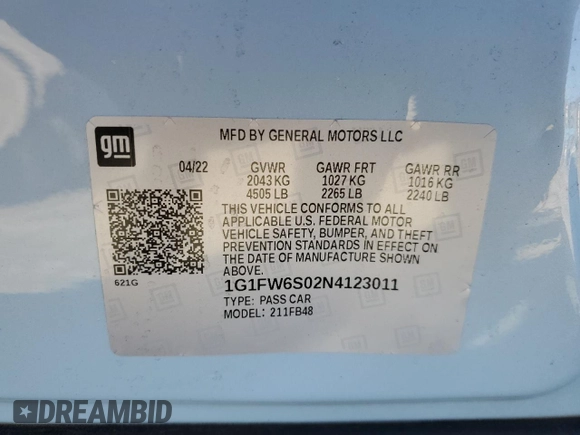 gm
MFD BY GENERAL MOTORS LLC
04/22 GVWR GAWR FRT GAWR RR
2043 KG 1027 KG 1016 KG
4505 LB 2265 LB 2240 LB
THIS VEHICLE CONFORMS TO ALL
APPLICABLE U.S. FEDERAL MOTOR
VEHICLE SAFETY, BUMPER, AND THEFT
PREVENTION STANDARDS IN EFFECT ON
THE DATE OF MANUFACTURE SHOWN
ABOVE.
621G
1G1FW6S02N4123011
TYPE: PASS CAR
MODEL: 211FB48
DREAMBID